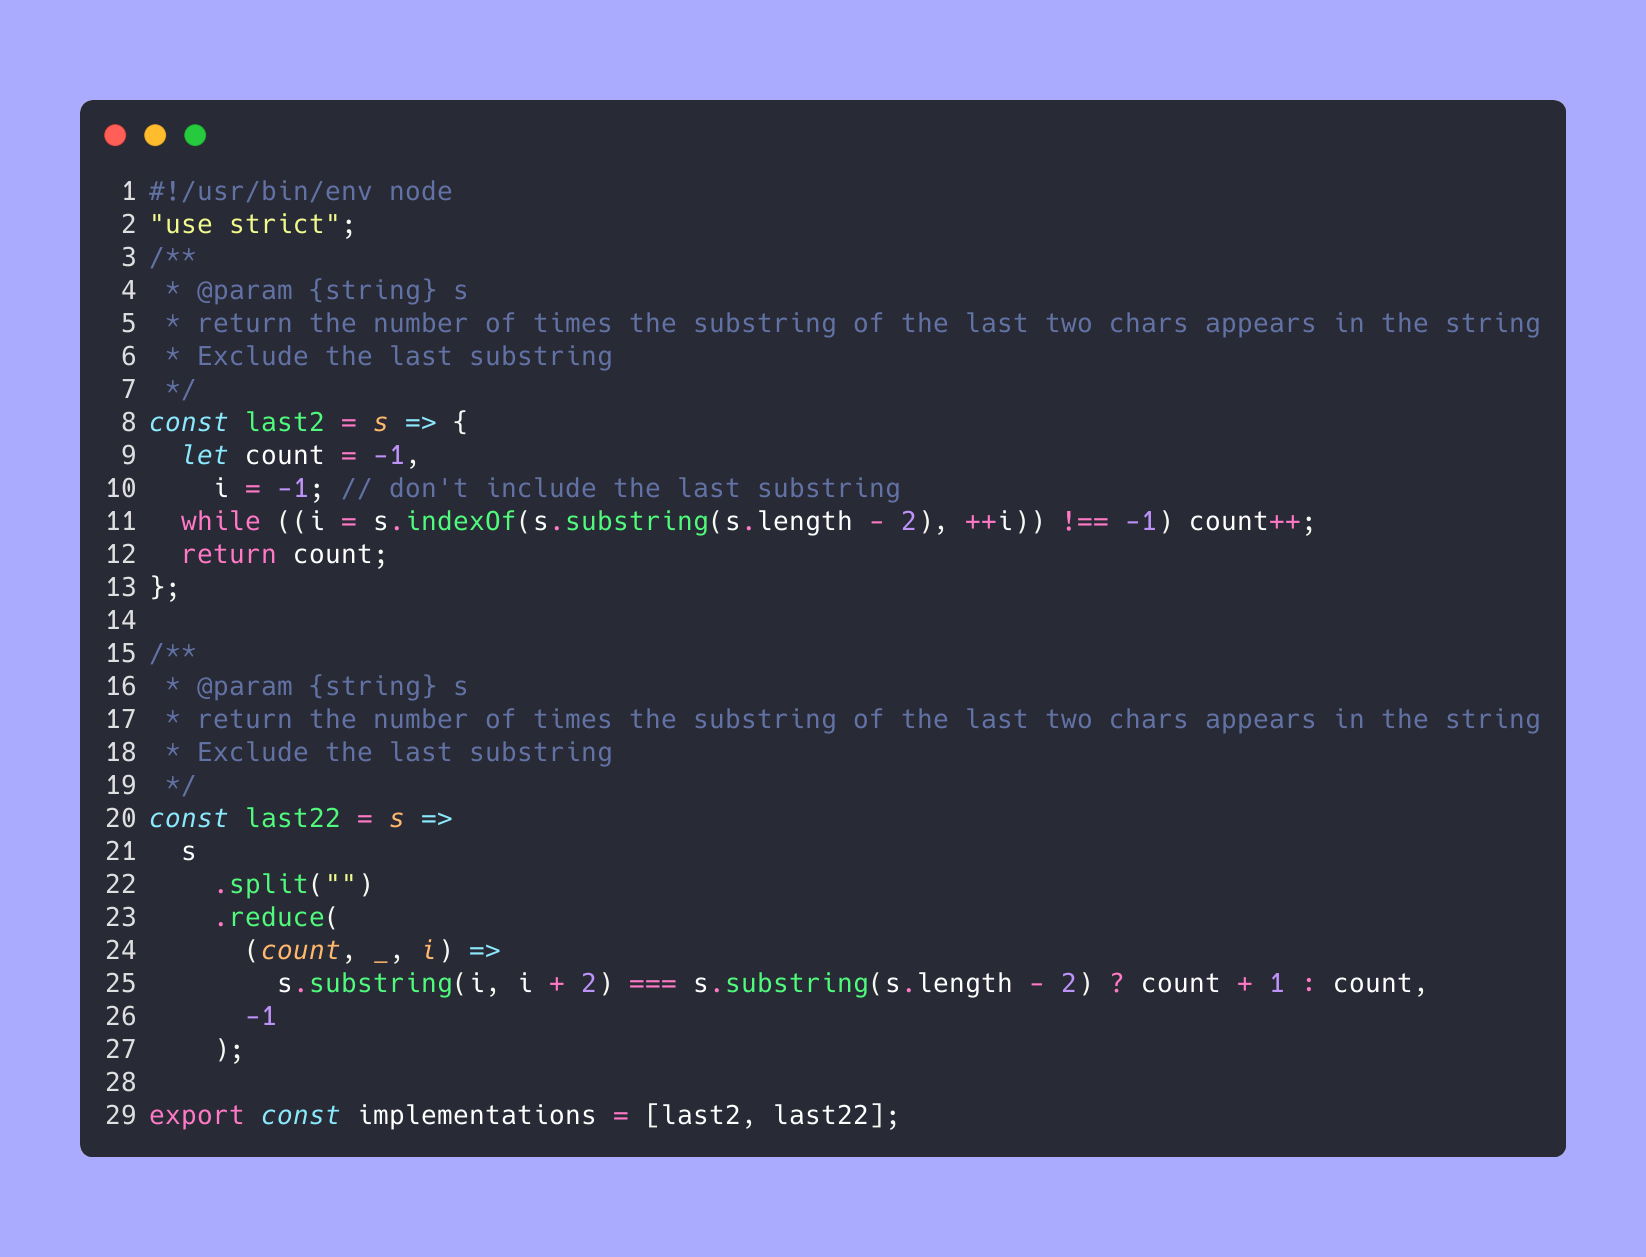 1 #!/usr/bin/env node
2 "use strict";
3 /**
4  * @param {string} s
5  * return the number of times the substring of the last two chars appears in the string
6  * Exclude the last substring
7  */
8 const last2 = s => {
9   let count = -1,
10     i = -1; // don't include the last substring
11   while ((i = s.indexOf(s.substring(s.length - 2), ++i)) !== -1) count++;
12   return count;
13 };
14
15 /**
16  * @param {string} s
17  * return the number of times the substring of the last two chars appears in the string
18  * Exclude the last substring
19  */
20 const last22 = s =>
21   s
22     .split("")
23     .reduce(
24       (count, _, i) =>
25         s.substring(i, i + 2) === s.substring(s.length - 2) ? count + 1 : count,
26       -1
27     );
28
29 export const implementations = [last2, last22];